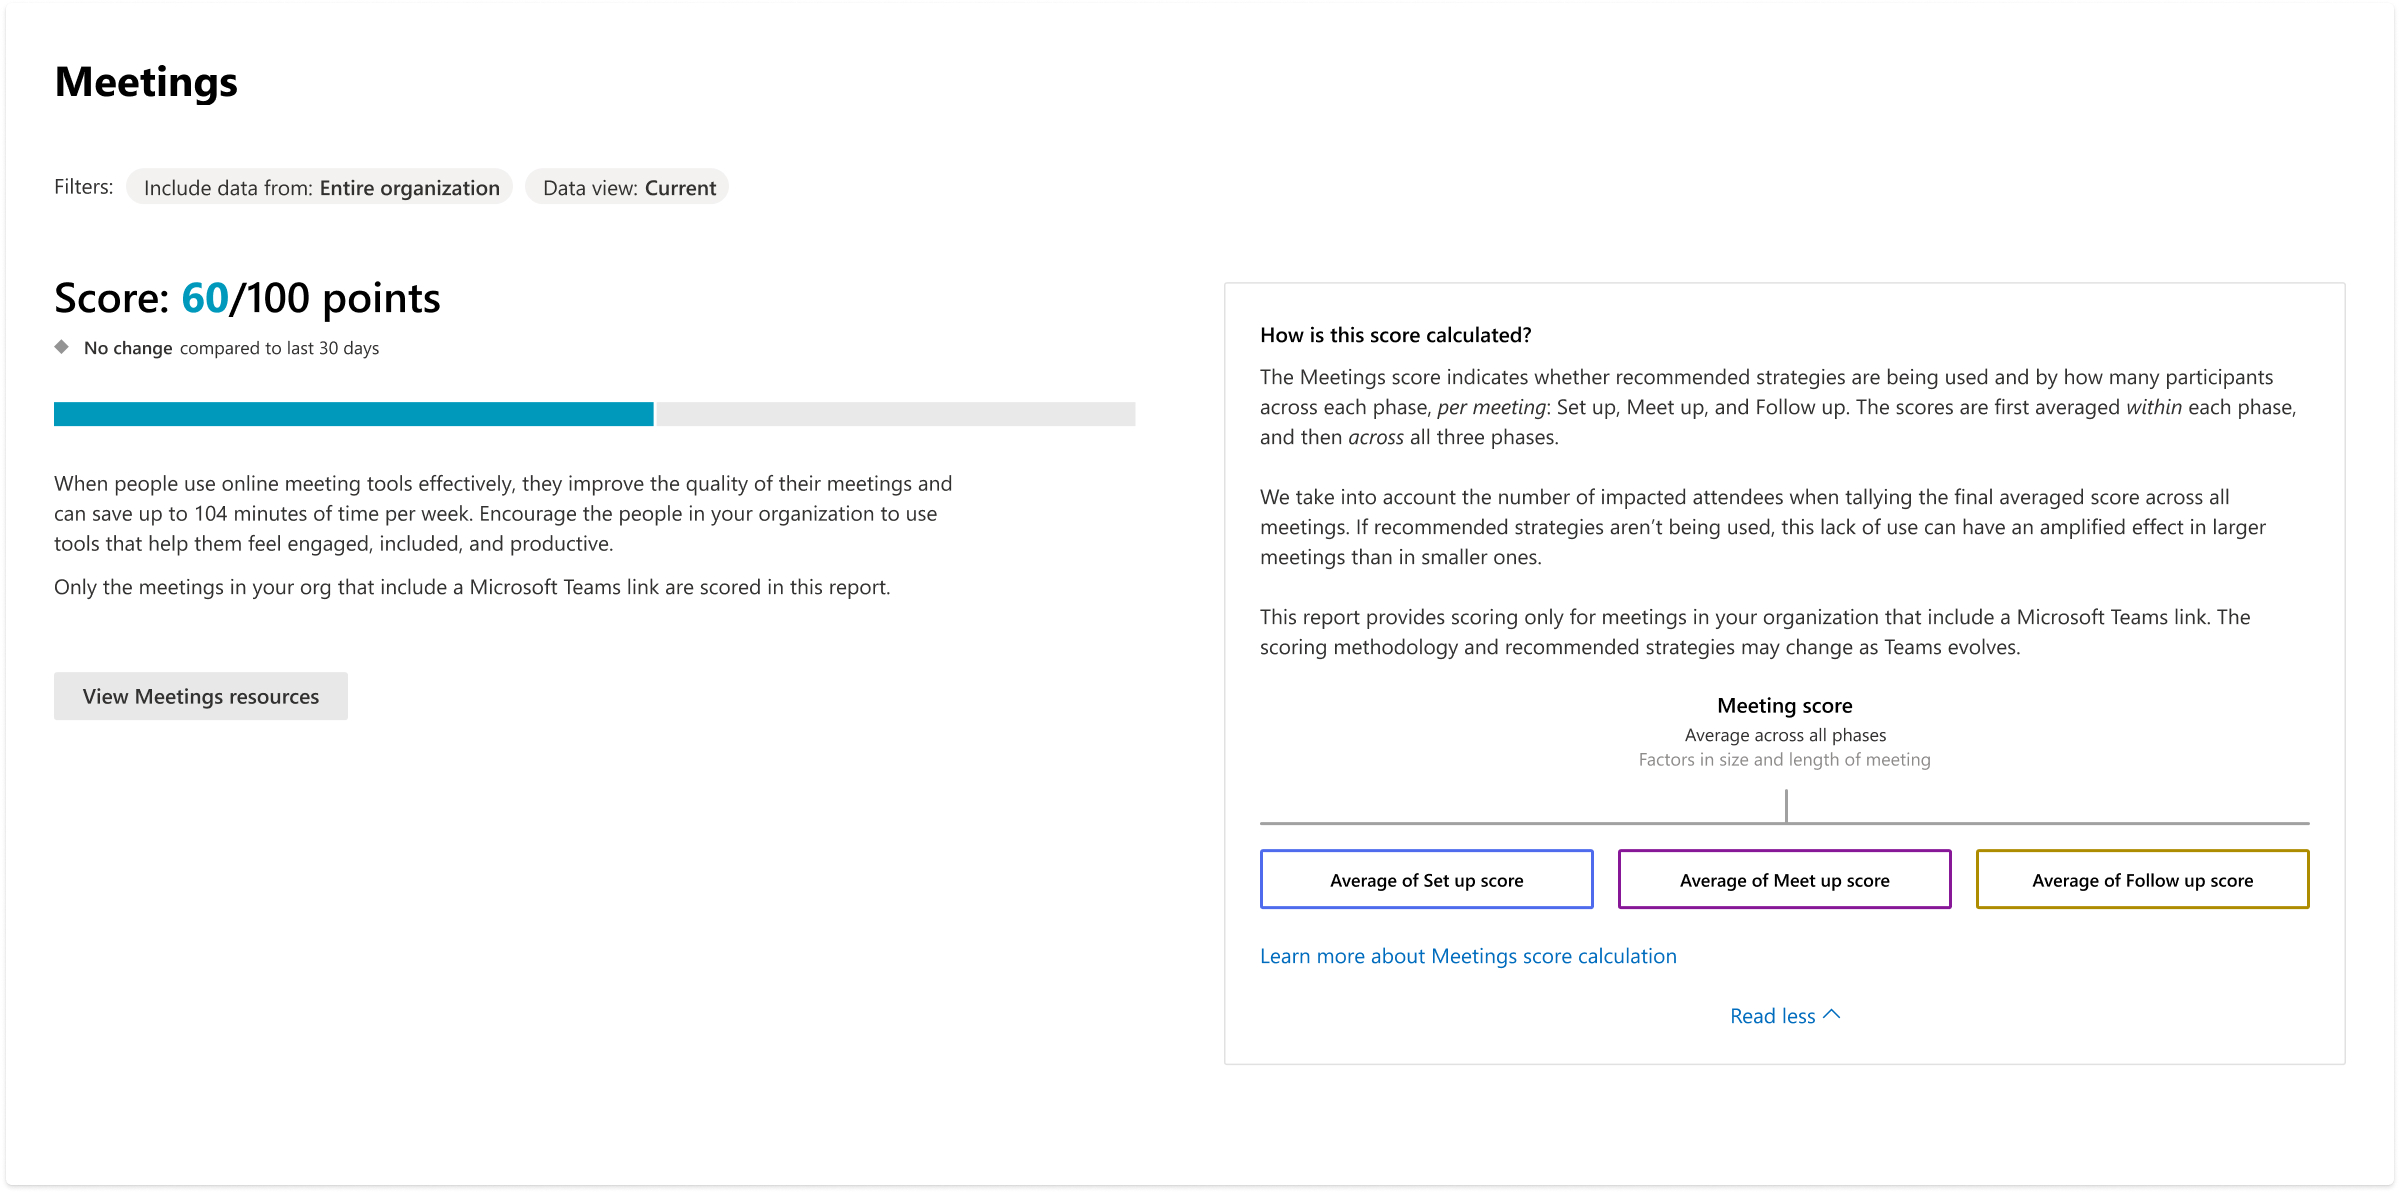 Meetings
Filters: Include data from: Entire organization Data view: Current
Score: 60/100 points
No change compared to last 30 days
When people use online meeting tools effectively, they improve the quality of their meetings and
can save up to 104 minutes of time per week. Encourage the people in your organization to use
tools that help them feel engaged, included, and productive.
Only the meetings in your org that include a Microsoft Teams link are scored in this report.
View Meetings resources
How is this score calculated?
The Meetings score indicates whether recommended strategies are being used and by how many participants
across each phase, per meeting: Set up, Meet up, and Follow up. The scores are first averaged within each phase,
and then across all three phases.
We take into account the number of impacted attendees when tallying the final averaged score across all
meetings. If recommended strategies aren’t being used, this lack of use can have an amplified effect in larger
meetings than in smaller ones.
This report provides scoring only for meetings in your organization that include a Microsoft Teams link. The
scoring methodology and recommended strategies may change as Teams evolves.
Meeting score
Average across all phases
Factors in size and length of meeting
Average of Set up score
Average of Meet up score
Average of Follow up score
Learn more about Meetings score calculation
Read less